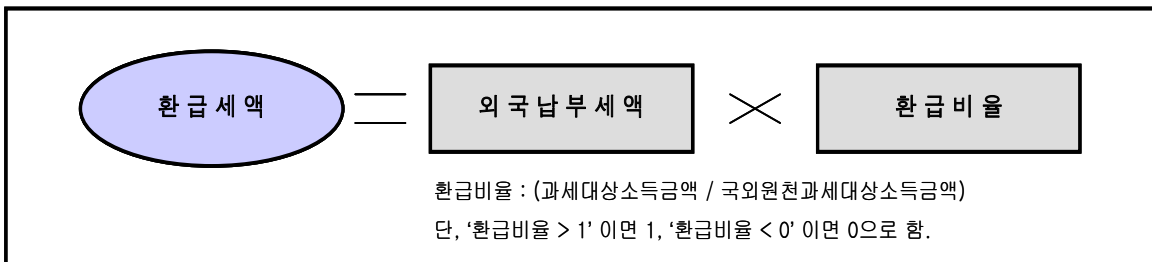 환 급 세 액 = 외 국 납 부 세 액 × 환 급 비 율
환급비율 : (과세대상소득금액 / 국외원천과세대상소득금액)
단, ‘환급비율 > 1’ 이면 1, ‘환급비율 < 0’ 이면 0으로 함.